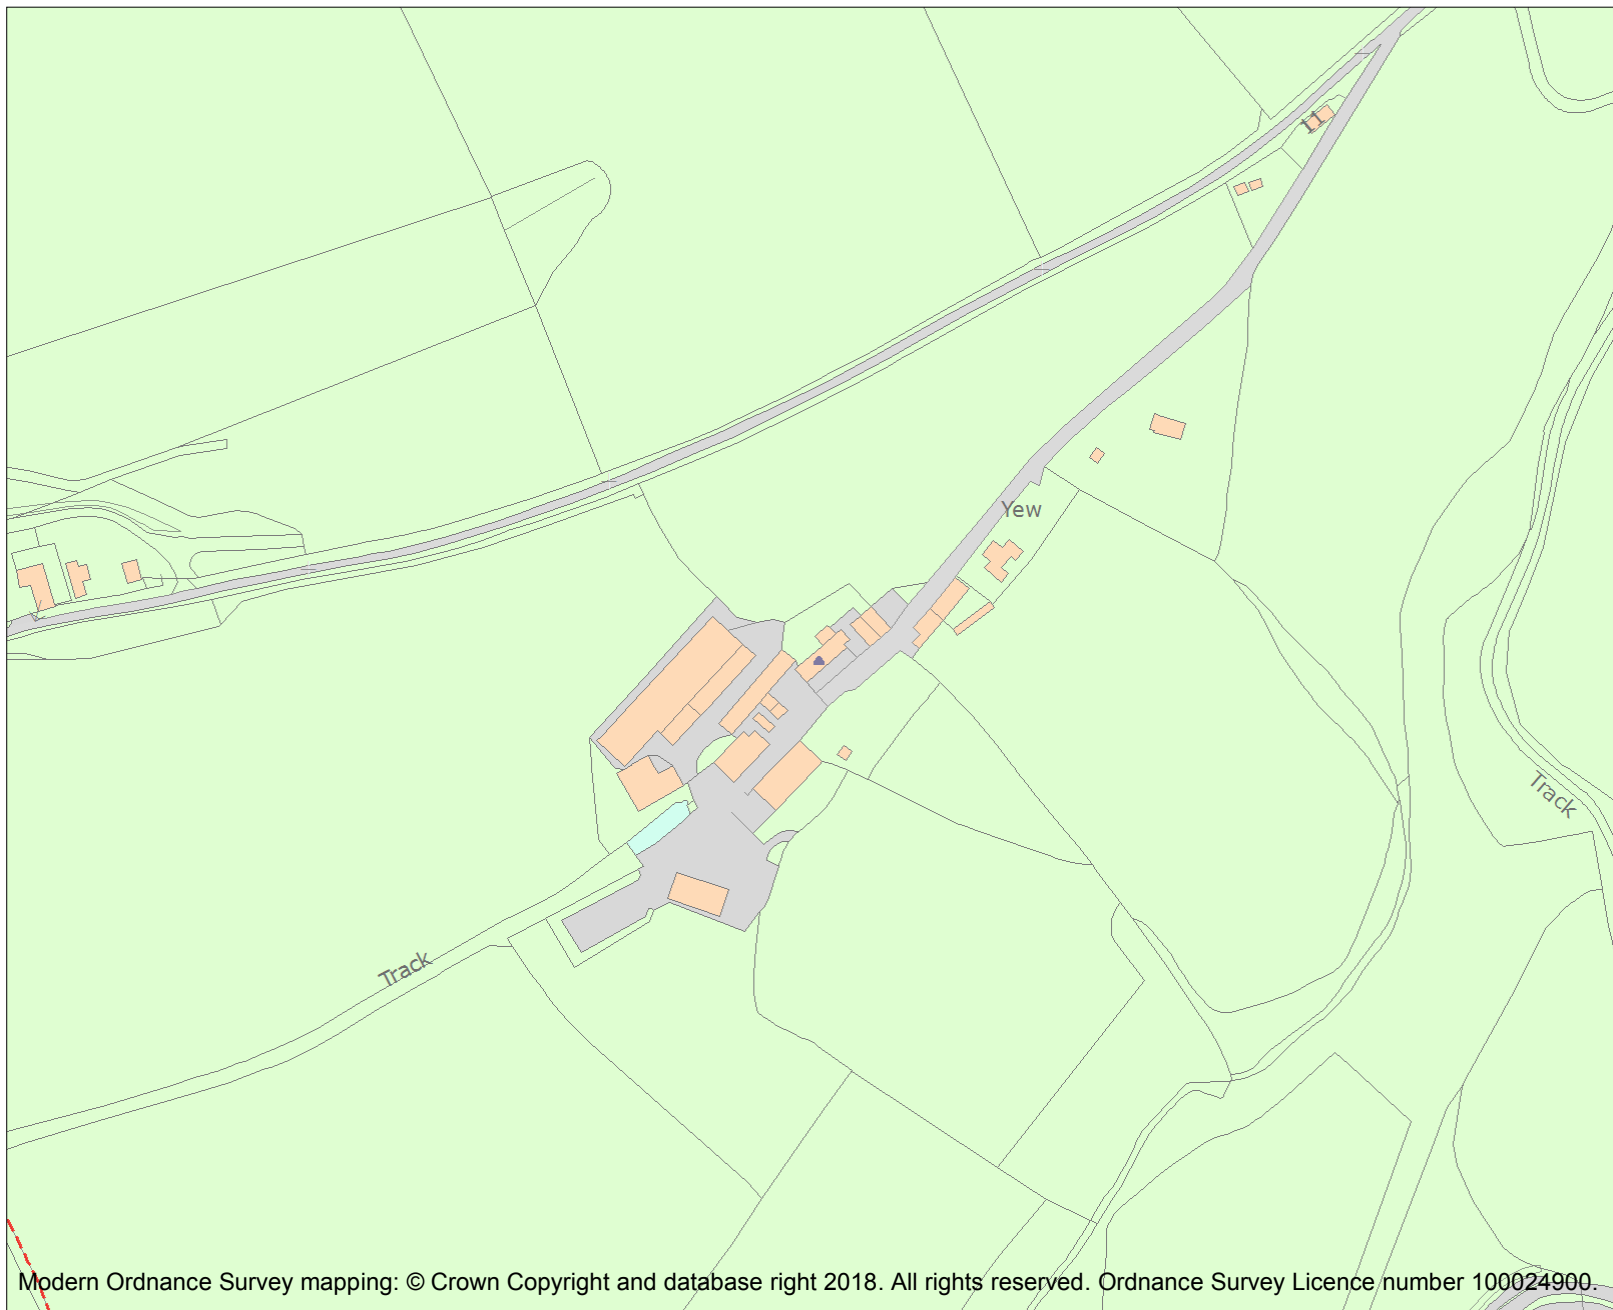 11
Yew
Track
Track
Modern Ordnance Survey mapping: © Crown Copyright and database right 2018. All rights reserved. Ordnance Survey Licence number 100024900.